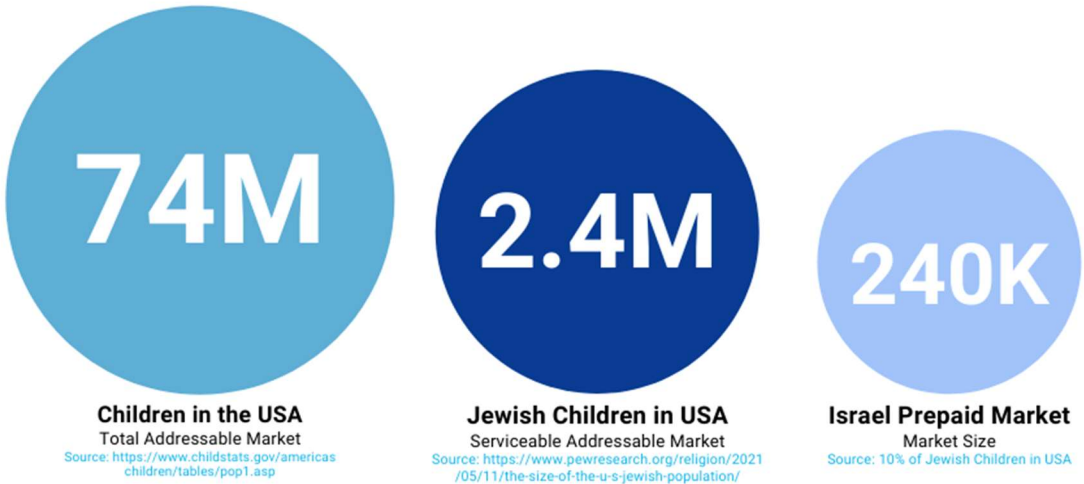 74M
2.4M
240K
Children in the USA
Total Addressable Market
Source: https://www.childstats.gov/americas
children/tables/pop1.asp
Jewish Children in USA
Serviceable Addressable Market
Source: https://www.pewresearch.org/religion/2021
/05/11/the-size-of-the-u-s-jewish-population/
Israel Prepaid Market
Market Size
Source: 10% of Jewish Children in USA